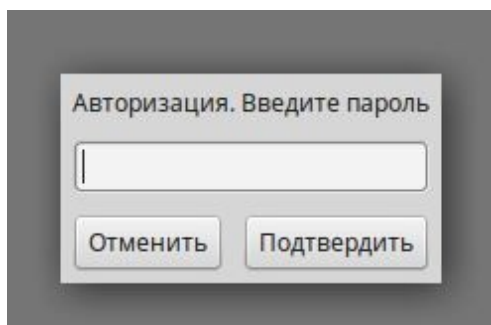 Авторизация. Введите пароль
Отменить Подтвердить